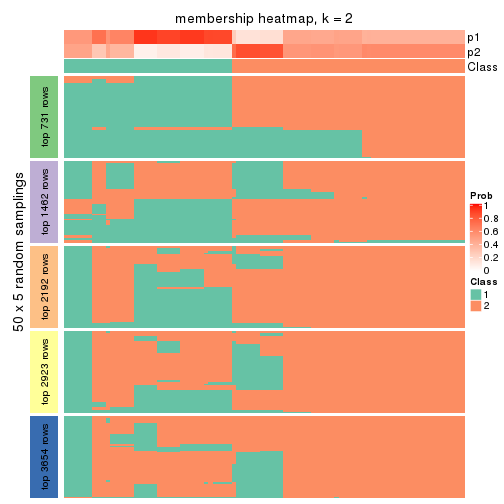 membership heatmap, k = 2
p1
p2
Class
50 x 5 random samplings
top 731 rows
top 1462 rows
top 2192 rows
top 2923 rows
top 3654 rows
Prob
1
0.8
0.6
0.4
0.2
0
Class
1
2